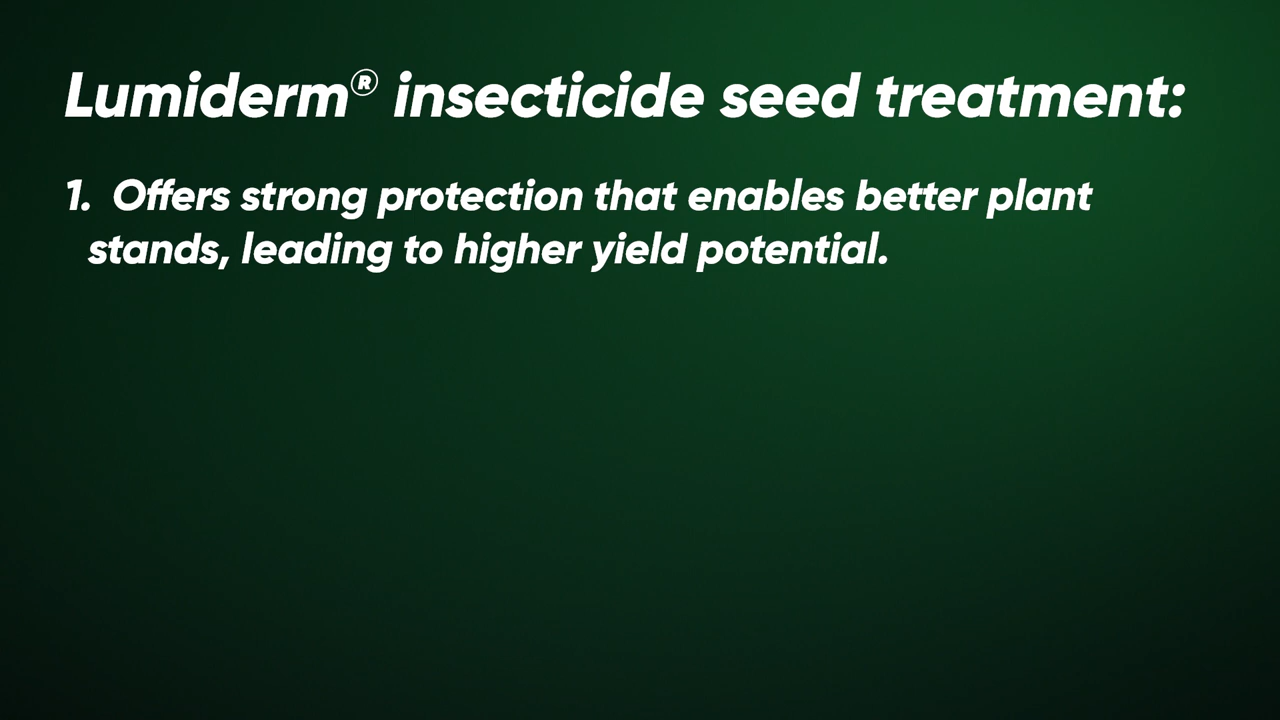 Lumiderm® insecticide seed treatment:
1. Offers strong protection that enables better plant
stands, leading to higher yield potential.